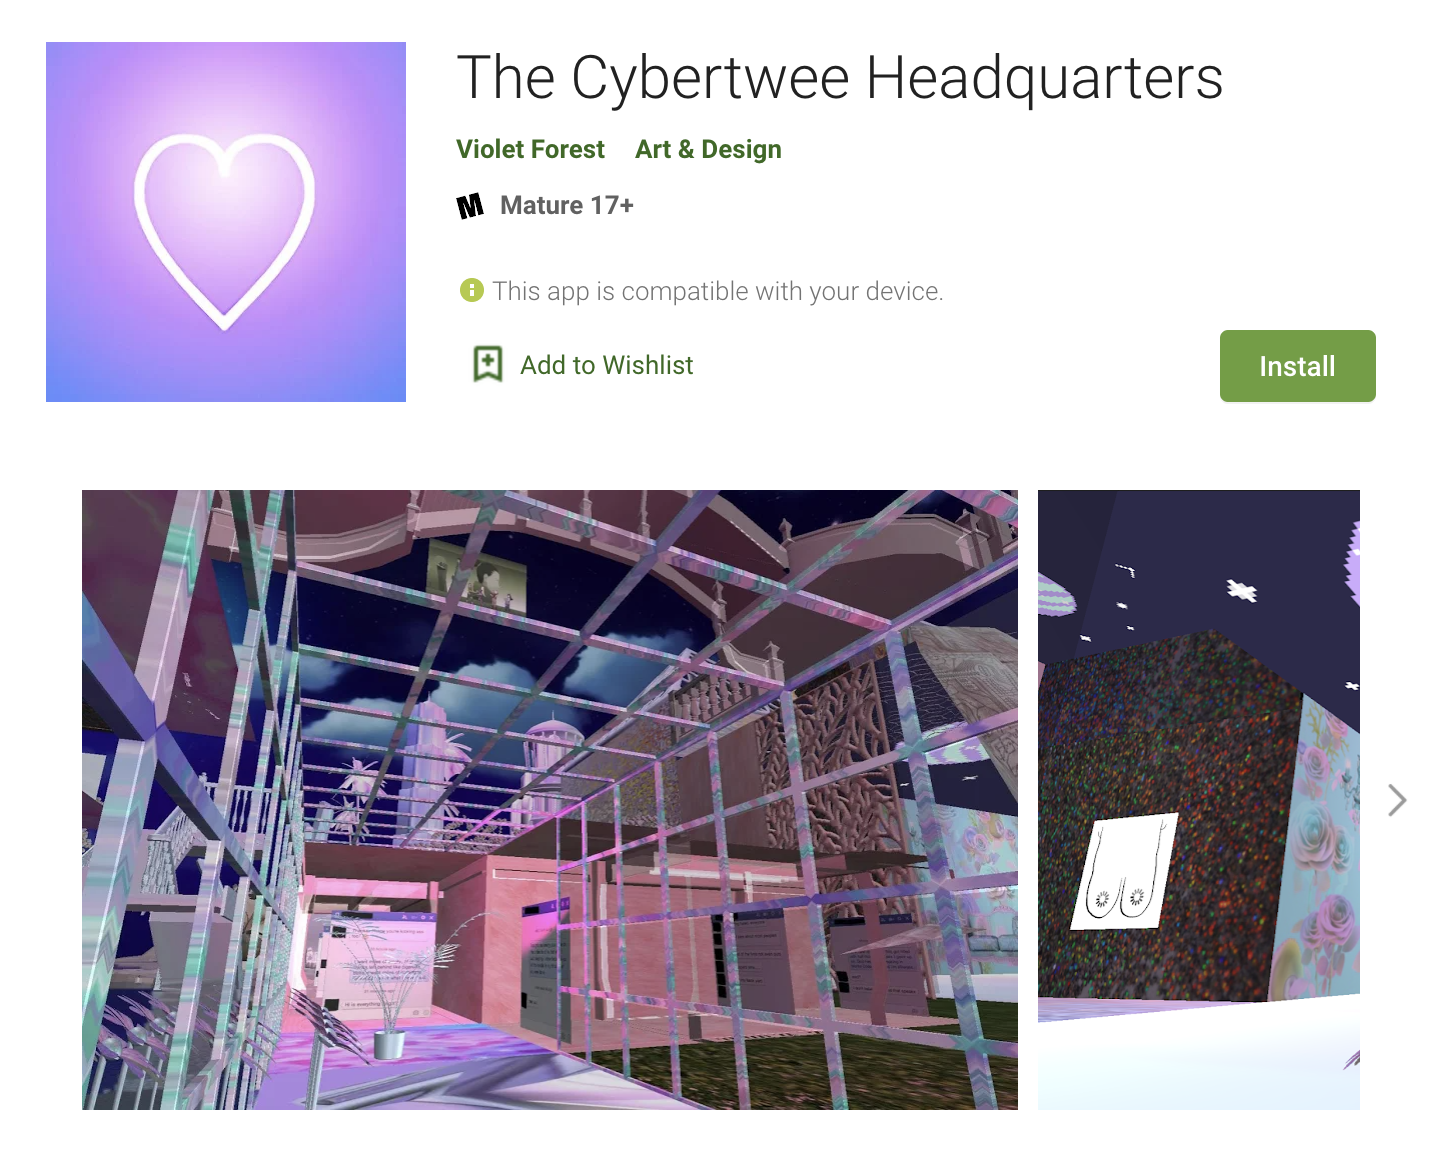 The Cybertwee Headquarters
Violet Forest Art & Design
Mature 17+
This app is compatible with your device.
Add to Wishlist
Install